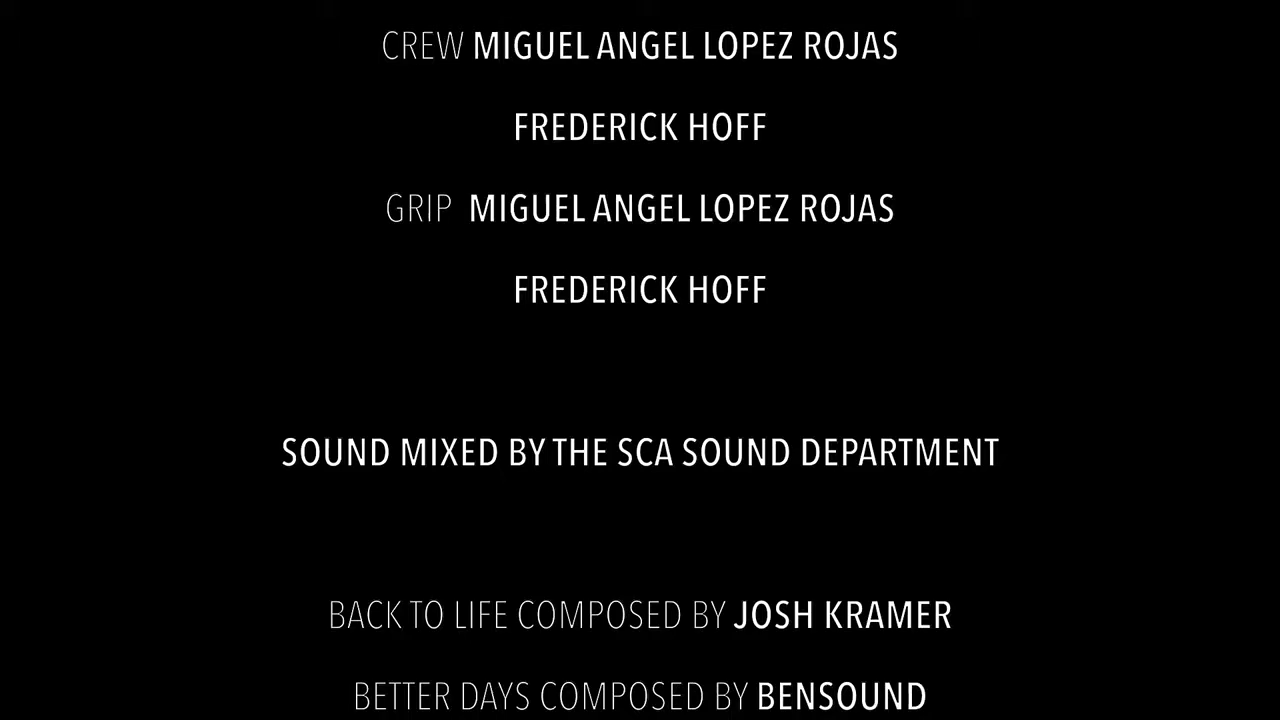 CREW MIGUEL ANGEL LOPEZ ROJAS
FREDERICK HOFF
GRIP MIGUEL ANGEL LOPEZ ROJAS
FREDERICK HOFF
SOUND MIXED BY THE SCA SOUND DEPARTMENT
BACK TO LIFE COMPOSED BY JOSH KRAMER
BETTER DAYS COMPOSED BY BENSOUND